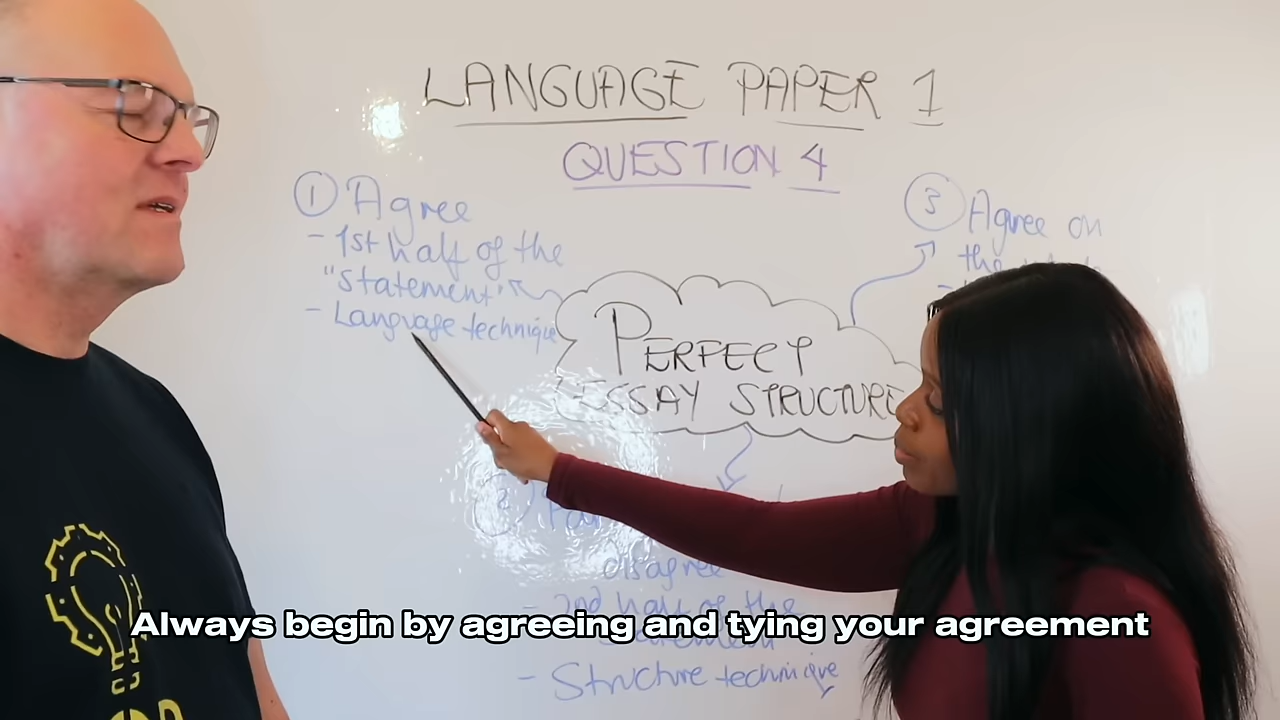 LANGUAGE PAPER 1
QUESTION 4
① Agree
- 1st half of the
"Statement"
- Language technique
③ Agree on
the
PERFECT
ESSAY STRUCTURE
②
disagree
- 2nd half of the
- Structure technique
Always begin by agreeing and tying your agreement